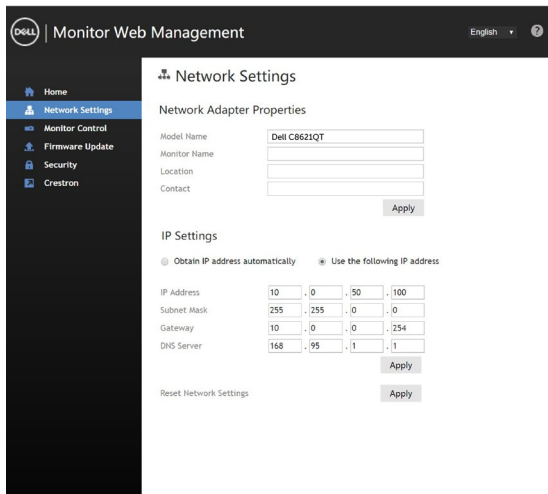 DELL | Monitor Web Management
English
?
Home
Network Settings
Monitor Control
Firmware Update
Security
Crestron
Network Settings
Network Adapter Properties
Model Name Dell C8621QT
Monitor Name
Location
Contact
Apply
IP Settings
Obtain IP address automatically Use the following IP address
IP Address 10 . 0 . 50 . 100
Subnet Mask 255 . 255 . 0 . 0
Gateway 10 . 0 . 0 . 254
DNS Server 168 . 95 . 1 . 1
Apply
Reset Network Settings Apply